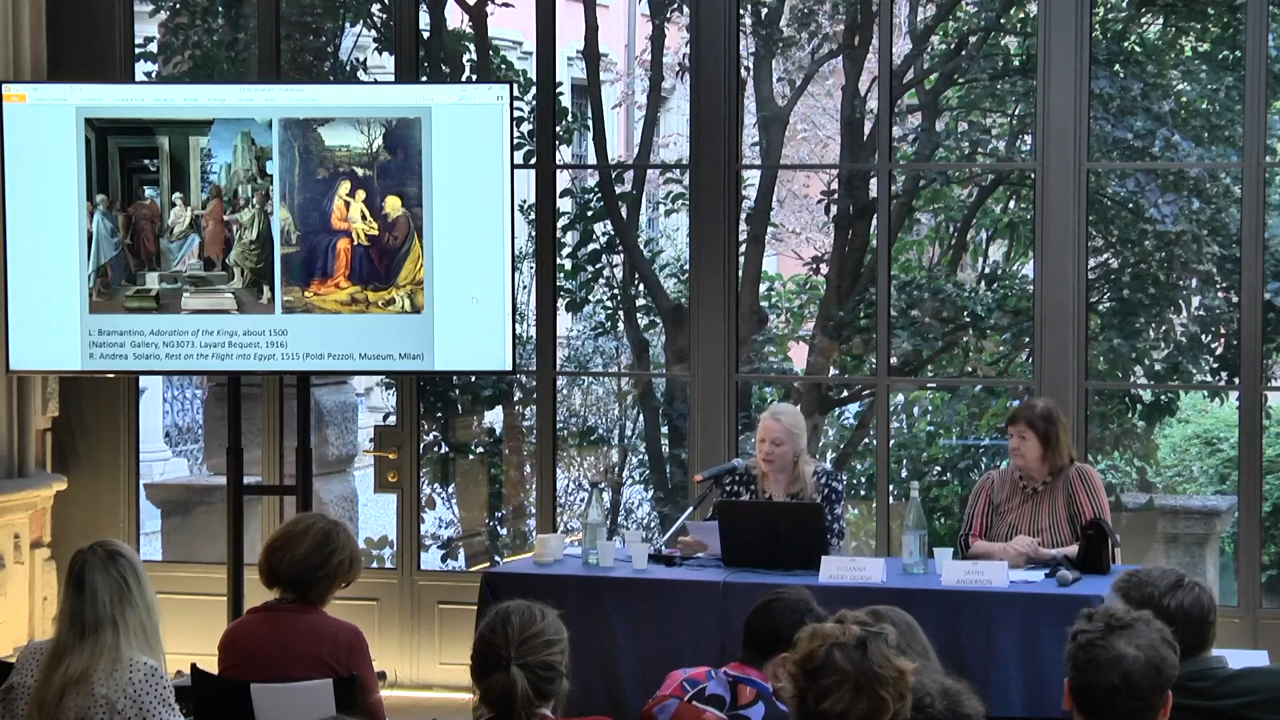 L: Bramantino, Adoration of the Kings, about 1500
(National Gallery, NG3073. Layard Bequest, 1916)
R: Andrea Solario, Rest on the Flight into Egypt, 1515 (Poldi Pezzoli, Museum, Milan)
SUSANNA
AVERY-QUASH
JAYNIE
ANDERSON